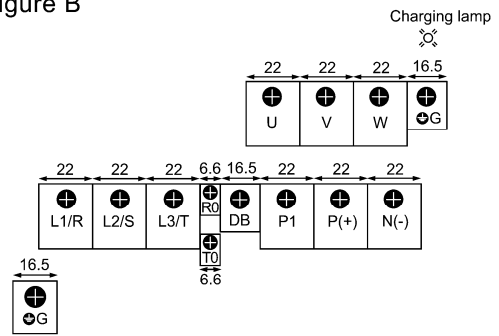 Figure B
Charging lamp
22 22 22 16.5
U V W G
22 22 22 6.6 16.5 22 22 22
L1/R L2/S L3/T R0 DB P1 P(+) N(-)
T0
6.6
16.5
G